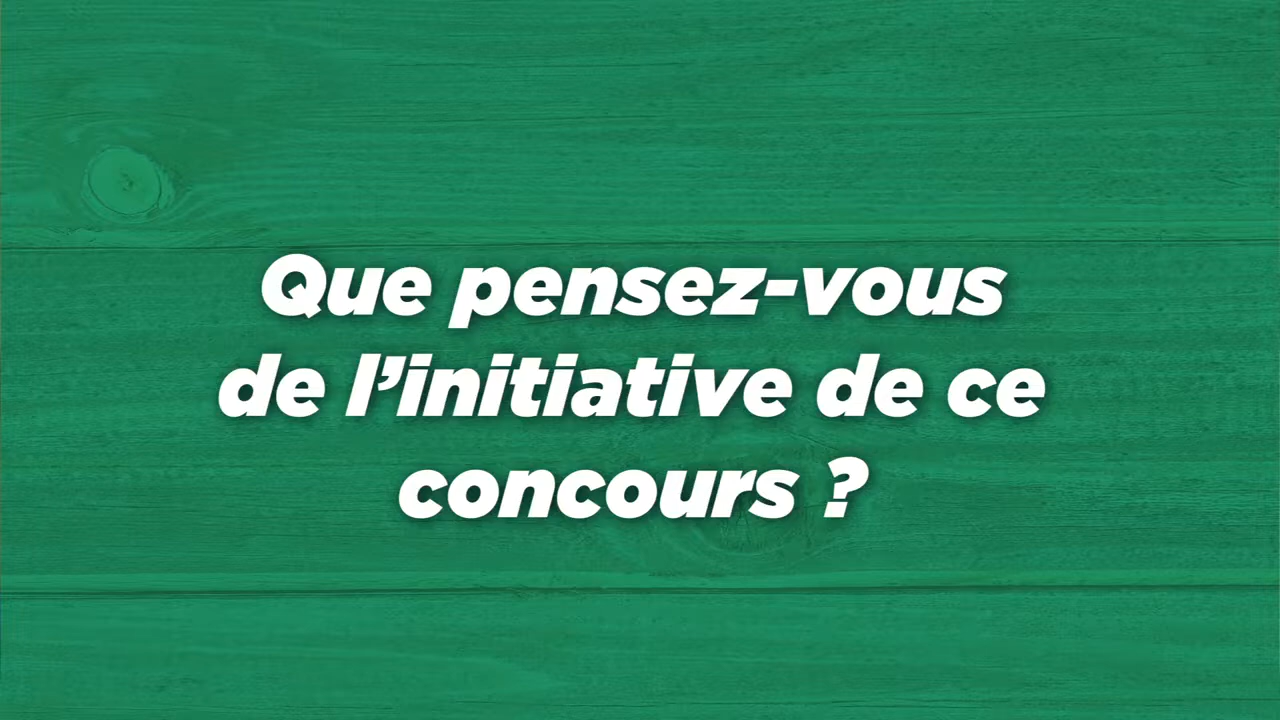 Que pensez-vous
de l’initiative de ce
concours ?